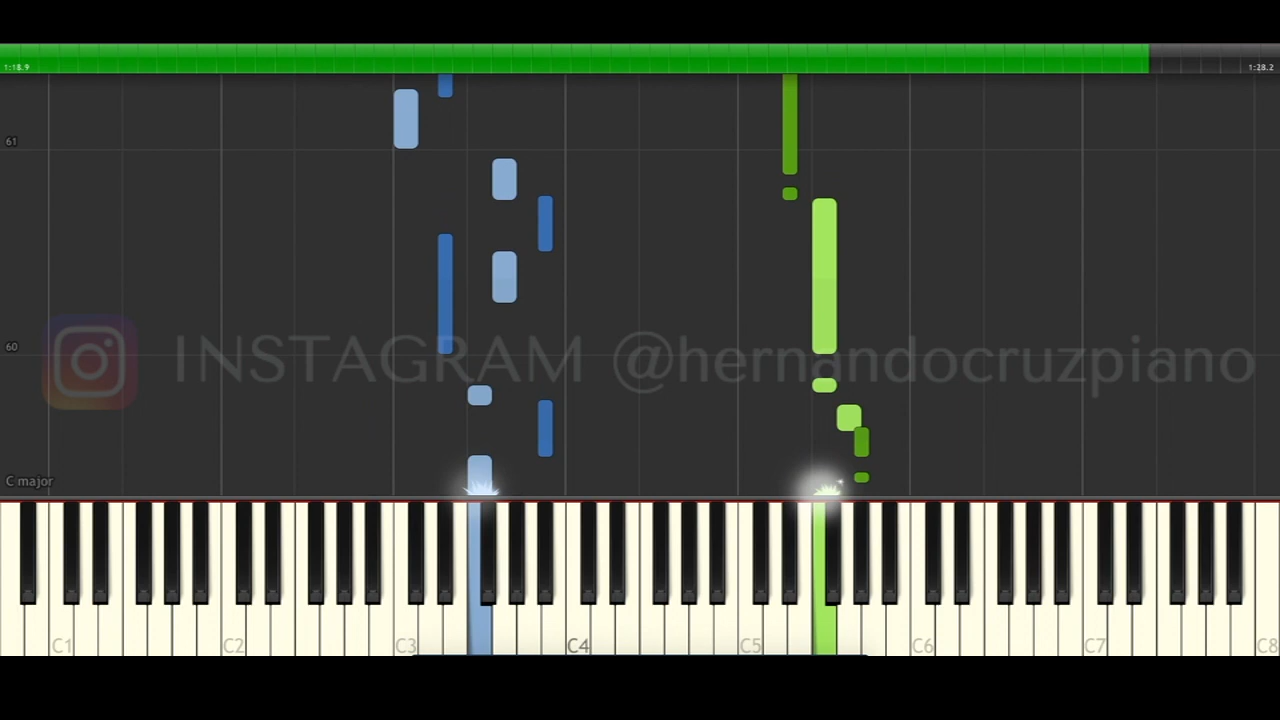 1:18.9 1:28.2
61
INSTAGRAM @hernandocruzpiano
60
C major
C1 C2 C3 C4 C5 C6 C7 C8